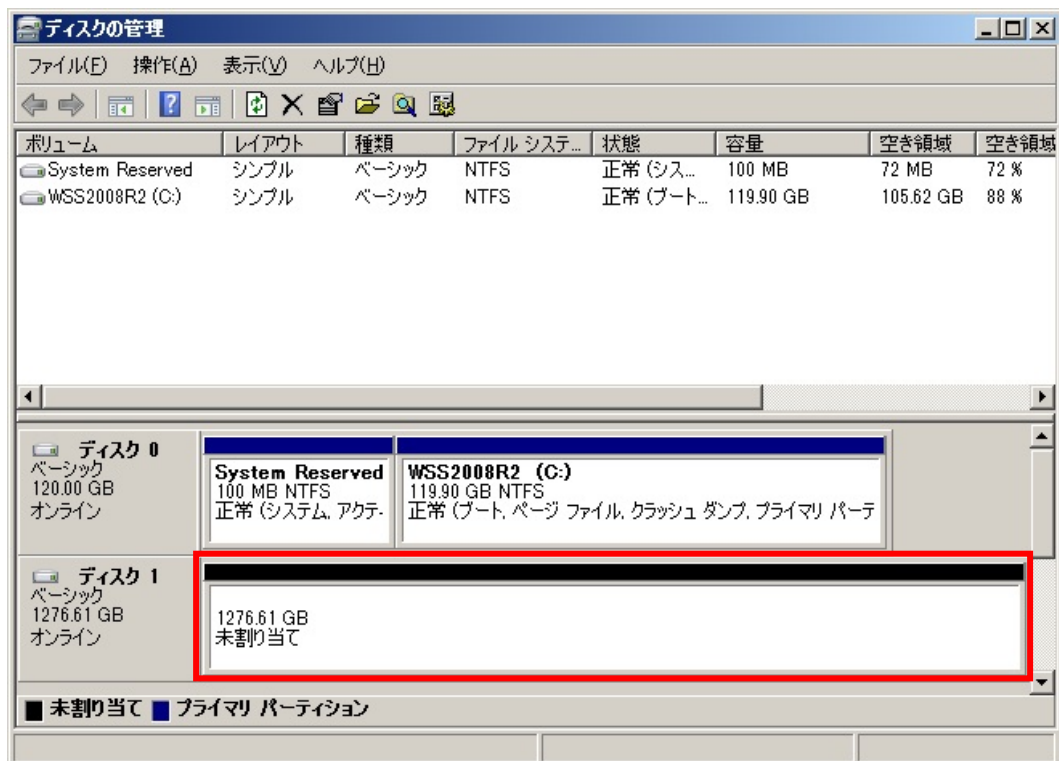 ディスクの管理
ファイル(F) 操作(A) 表示(V) ヘルプ(H)
ボリューム レイアウト 種類 ファイル システ... 状態 容量 空き領域 空き領域
System Reserved シンプル ベーシック NTFS 正常 (シス... 100 MB 72 MB 72 %
WSS2008R2 (C:) シンプル ベーシック NTFS 正常 (ブート... 119.90 GB 105.62 GB 88 %
ディスク 0
ベーシック
120.00 GB
オンライン
System Reserved
100 MB NTFS
正常 (システム, アクテ
WSS2008R2 (C:)
119.90 GB NTFS
正常 (ブート, ページ ファイル, クラッシュ ダンプ, プライマリ パーテ
ディスク 1
ベーシック
1276.61 GB
オンライン
1276.61 GB
未割り当て
未割り当て プライマリ パーティション